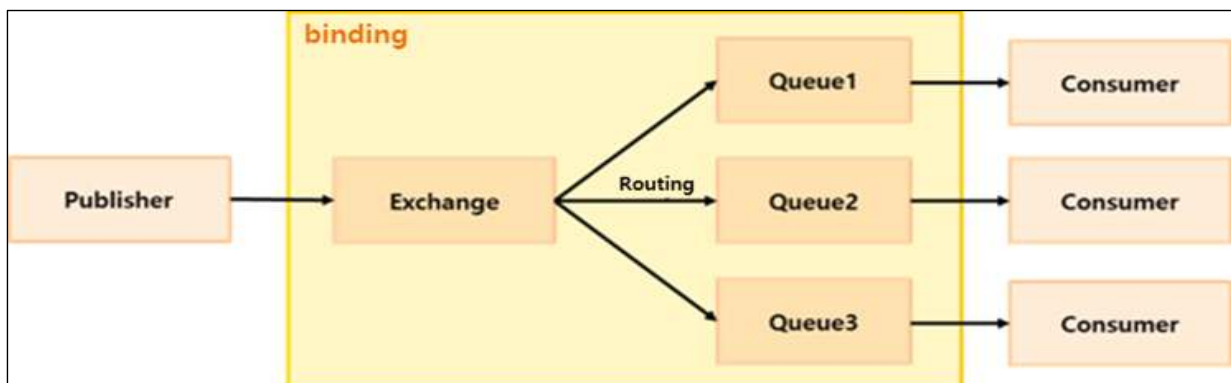 binding
Queue1
Consumer
Publisher
Exchange
Routing
Queue2
Consumer
Queue3
Consumer